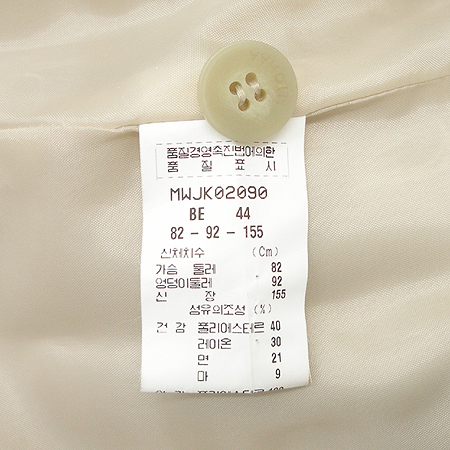 품질경영촉진법에의한
품 질 표 시
MWJK02090
BE 44
82 - 92 - 155
신체치수 (Cm)
가슴 둘레 82
엉덩이둘레 92
신 장 155
섬유의조성 (%)
겉 감 폴리에스터르 40
레이온 30
면 21
마 9